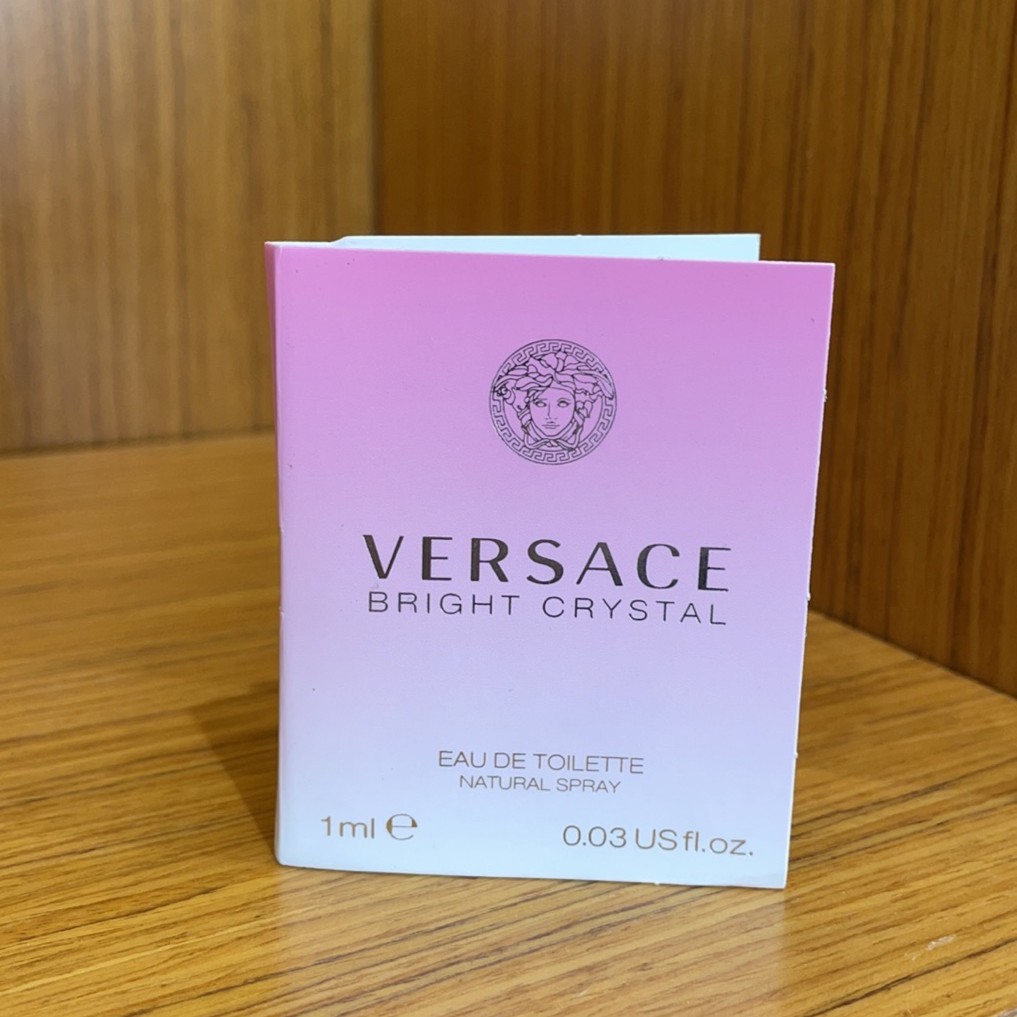 VERSACE
BRIGHT CRYSTAL
EAU DE TOILETTE
NATURAL SPRAY
1ml ℮
0.03 US fl.oz.